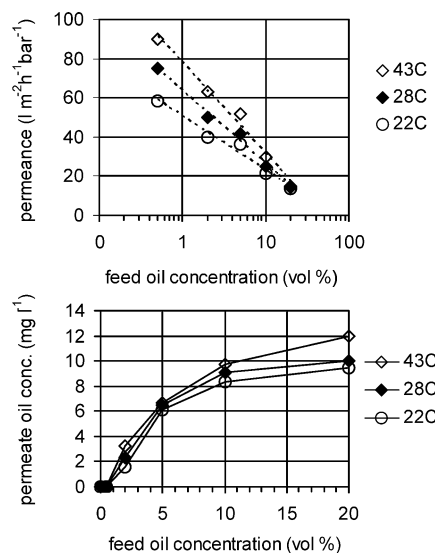 permeance (l m-2h-1bar-1)
100
80
60
40
20
0
0 1 10 100
feed oil concentration (vol %)
43C
28C
22C
permeate oil conc. (mg l1)
14
12
10
8
6
4
2
0
0 5 10 15 20
feed oil concentration (vol %)
43C
28C
22C